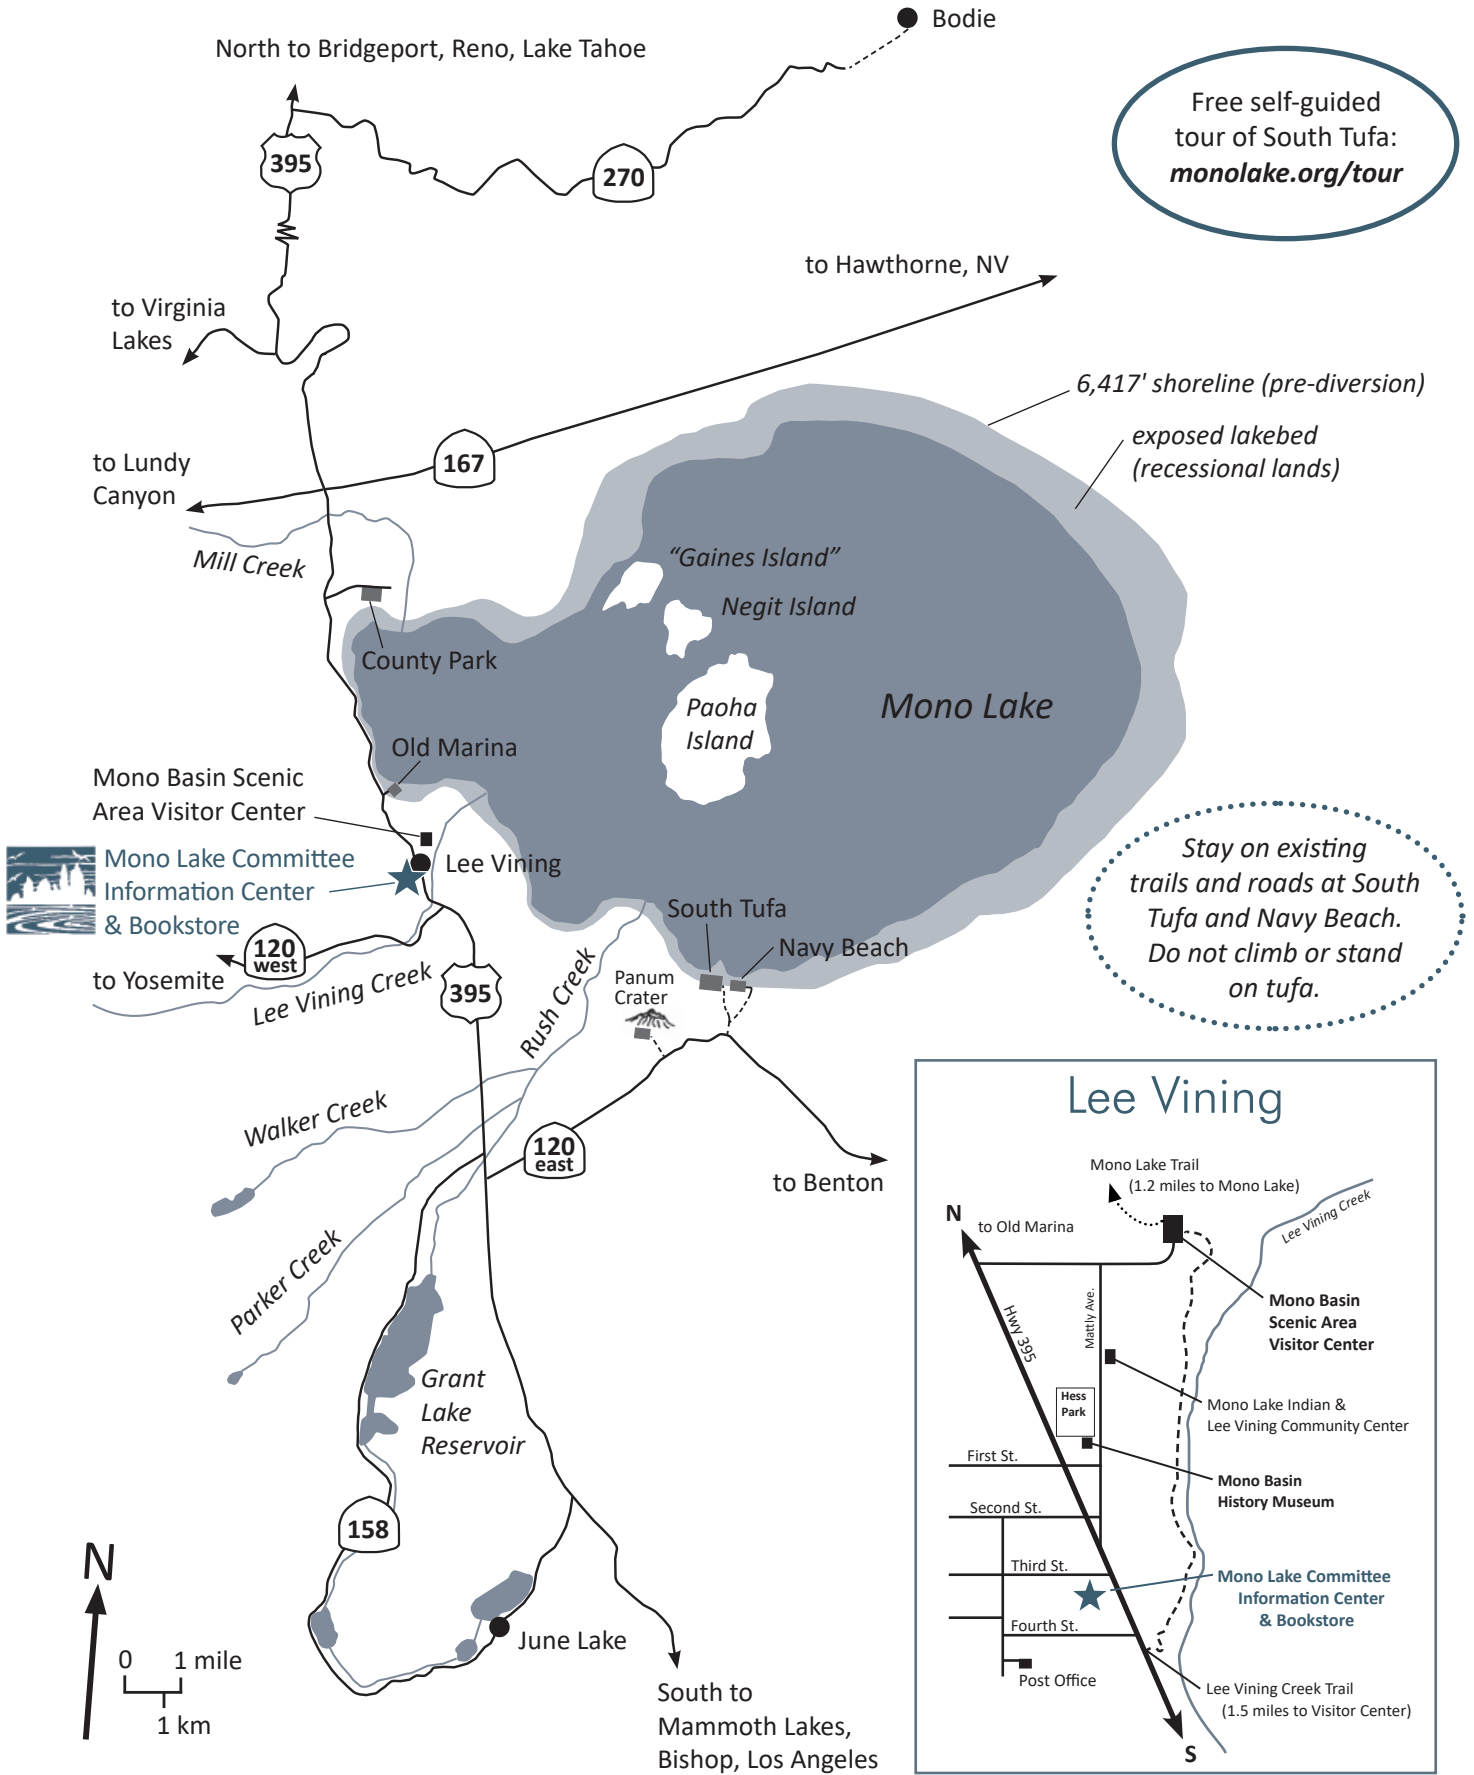 Bodie
North to Bridgeport, Reno, Lake Tahoe
395
270
Free self-guided
tour of South Tufa:
monolake.org/tour
to Hawthorne, NV
to Virginia
Lakes
6,417' shoreline (pre-diversion)
exposed lakebed
(recessional lands)
167
to Lundy
Canyon
Mill Creek
“Gaines Island”
Negit Island
County Park
Paoha
Island
Mono Lake
Old Marina
Mono Basin Scenic
Area Visitor Center
Mono Lake Committee
Information Center
& Bookstore
Lee Vining
Stay on existing
trails and roads at South
Tufa and Navy Beach.
Do not climb or stand
on tufa.
South Tufa
Navy Beach
120
west
to Yosemite
Lee Vining Creek
395
Rush Creek
Panum
Crater
Walker Creek
120
east
to Benton
Parker Creek
Grant
Lake
Reservoir
158
June Lake
N
0 1 mile
1 km
South to
Mammoth Lakes,
Bishop, Los Angeles
Lee Vining
Mono Lake Trail
(1.2 miles to Mono Lake)
N
to Old Marina
Lee Vining Creek
Mono Basin
Scenic Area
Visitor Center
Hwy 395
Mattly Ave.
Hess
Park
Mono Lake Indian &
Lee Vining Community Center
First St.
Mono Basin
History Museum
Second St.
Third St.
Mono Lake Committee
Information Center
& Bookstore
Fourth St.
Post Office
Lee Vining Creek Trail
(1.5 miles to Visitor Center)
S